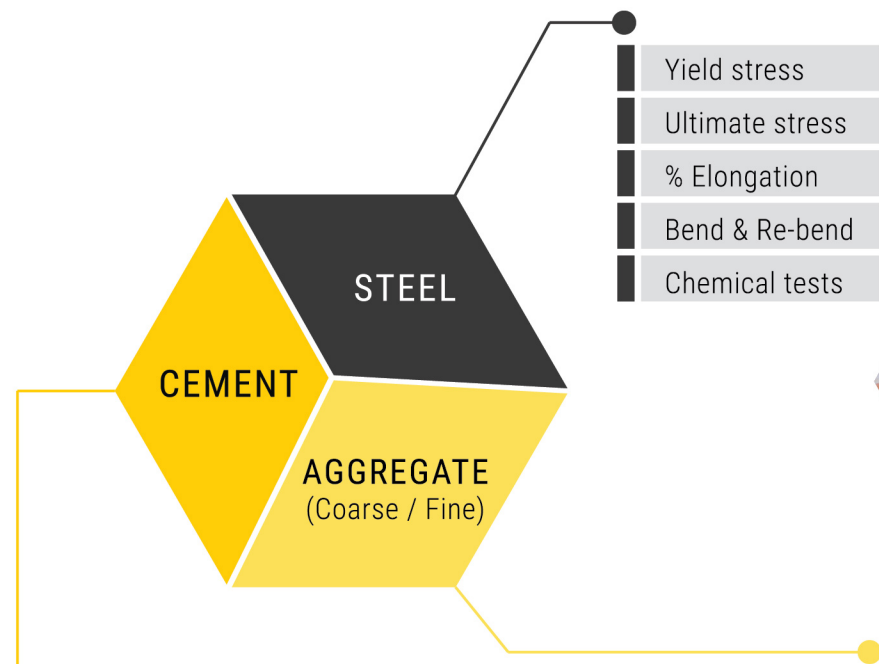 Yield stress
Ultimate stress
% Elongation
Bend & Re-bend
Chemical tests
STEEL
CEMENT
AGGREGATE
(Coarse / Fine)